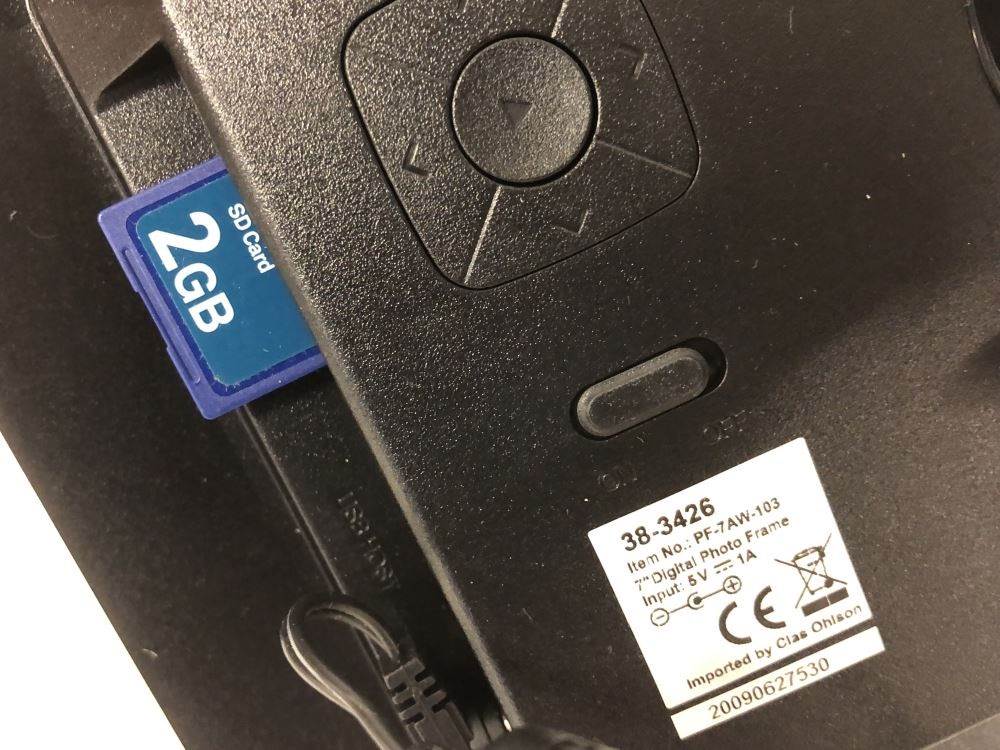 SD Card
2GB
USB HOST
ON
OFF
38-3426
Item No.: PF-7AW-103
7" Digital Photo Frame
Input: 5V ⎓ 1A
CE
Imported by Clas Ohlson
20090627530